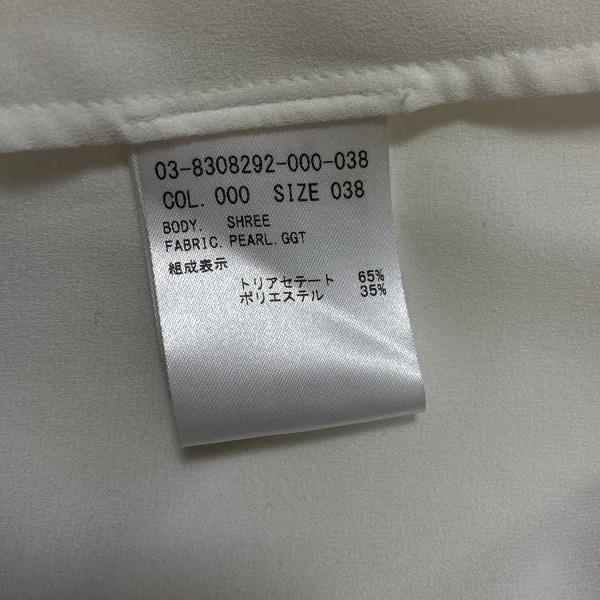 03-8308292-000-038
COL. 000 SIZE 038
BODY. SHREE
FABRIC. PEARL. GGT
組成表示
トリアセテート 65%
ポリエステル 35%